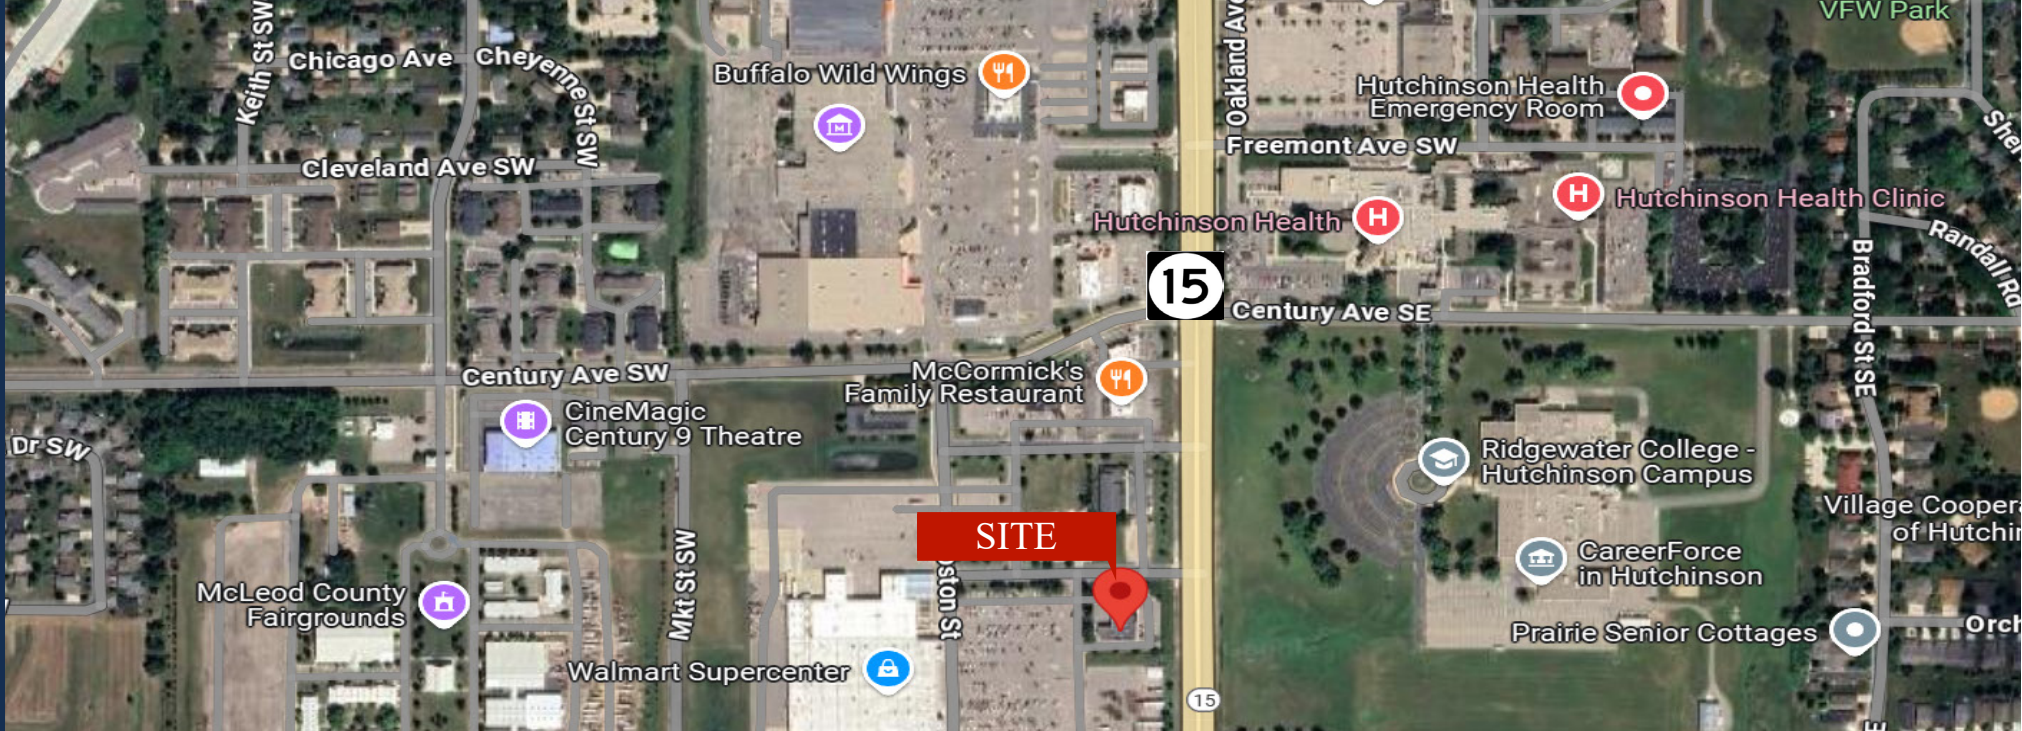 VFW Park
Keith St SW
Chicago Ave
Cheyenne St SW
Buffalo Wild Wings
Oakland Ave
Hutchinson Health
Emergency Room
Freemont Ave SW
Cleveland Ave SW
H
Hutchinson Health Clinic
Hutchinson Health
H
Randall Rd
Bradford St SE
15
Century Ave SE
Century Ave SW
McCormick's
Family Restaurant
CineMagic
Century 9 Theatre
Dr SW
Ridgewater College -
Hutchinson Campus
Village Coopera
of Hutchin
SITE
Mkt St SW
ston St
CareerForce
in Hutchinson
McLeod County
Fairgrounds
Prairie Senior Cottages
Orch
Walmart Supercenter
15